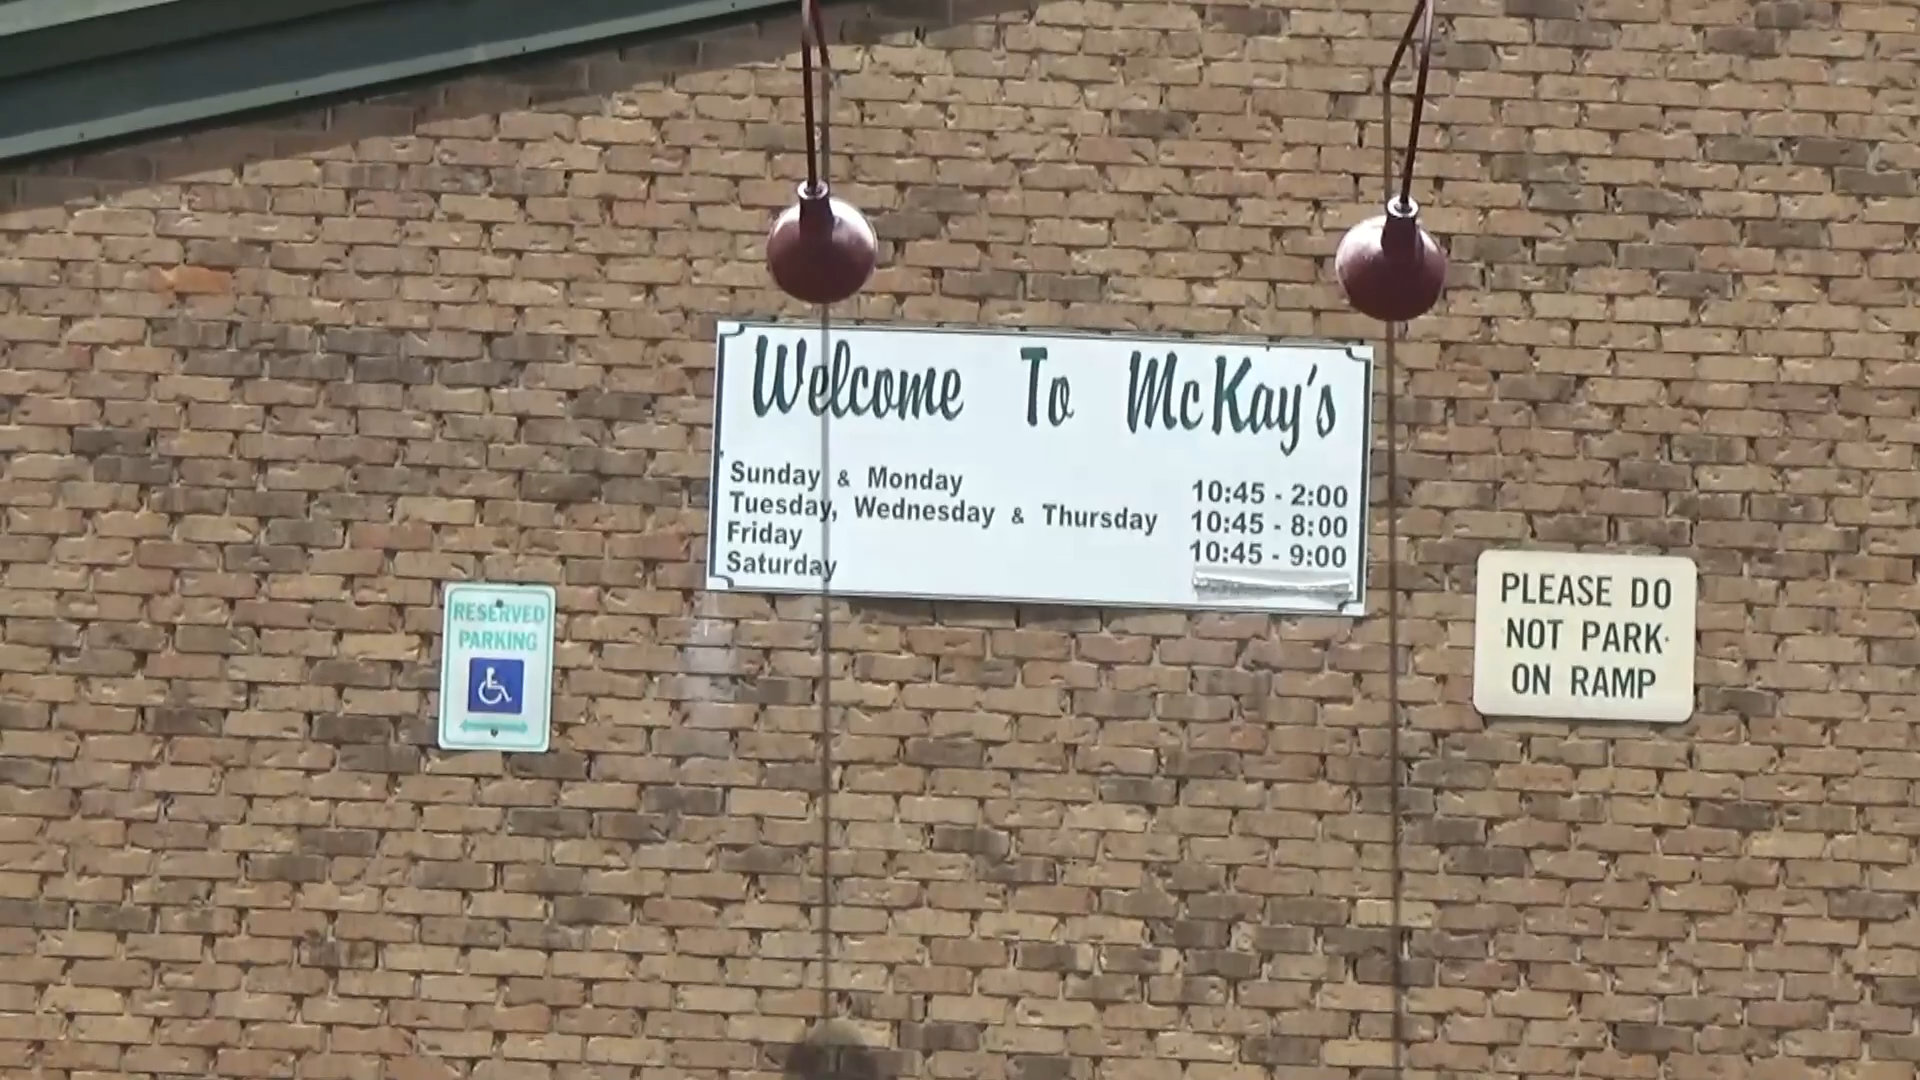 Welcome To McKay's
Sunday & Monday 10:45 - 2:00
Tuesday, Wednesday & Thursday 10:45 - 8:00
Friday 10:45 - 9:00
Saturday
RESERVED
PARKING
PLEASE DO
NOT PARK
ON RAMP